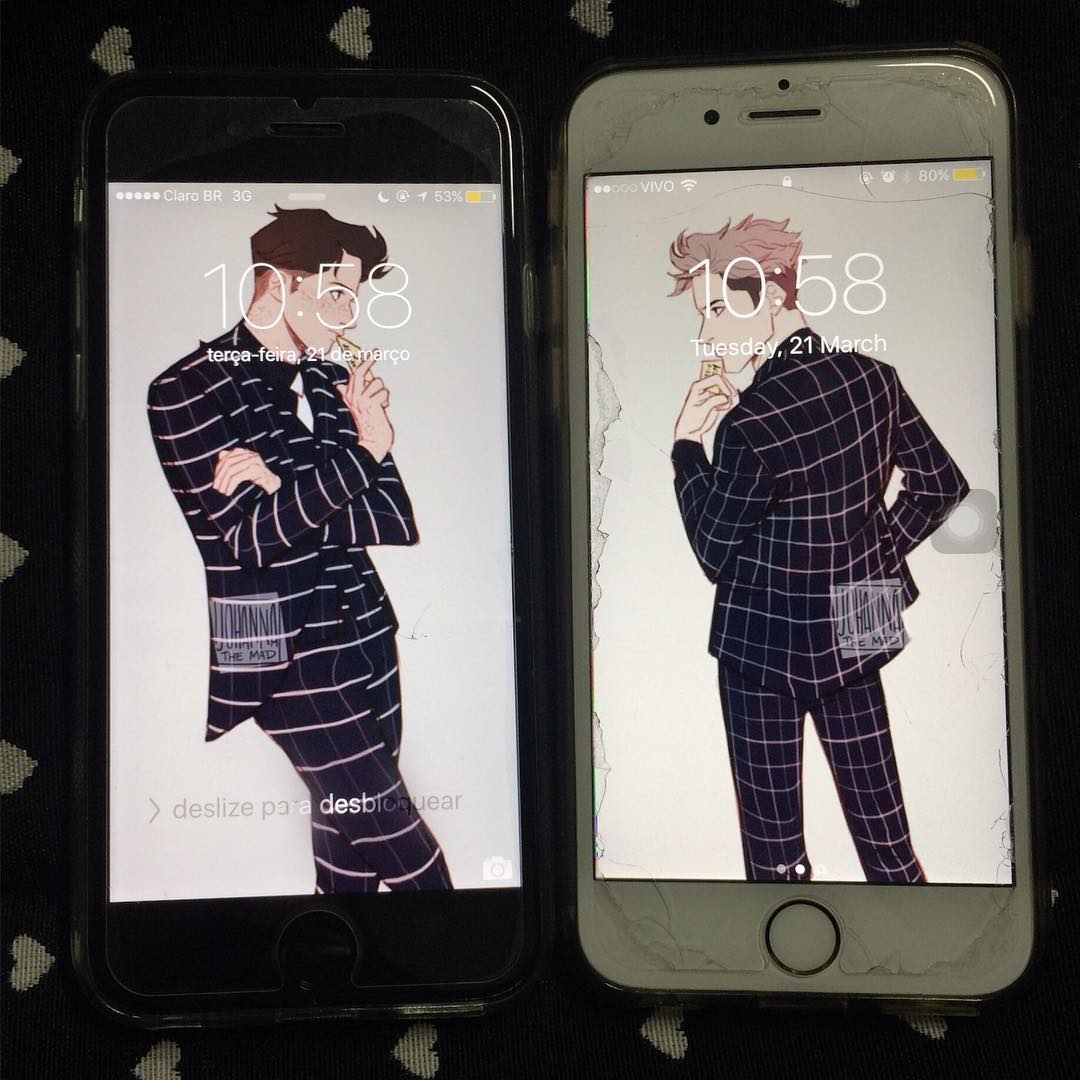 Claro BR 3G 53%
10:58
terça-feira, 21 de março
JOHANNA
THE MAD
deslize para desbloquear
VIVO 80%
10:58
Tuesday, 21 March
JOHANNA
THE MAD